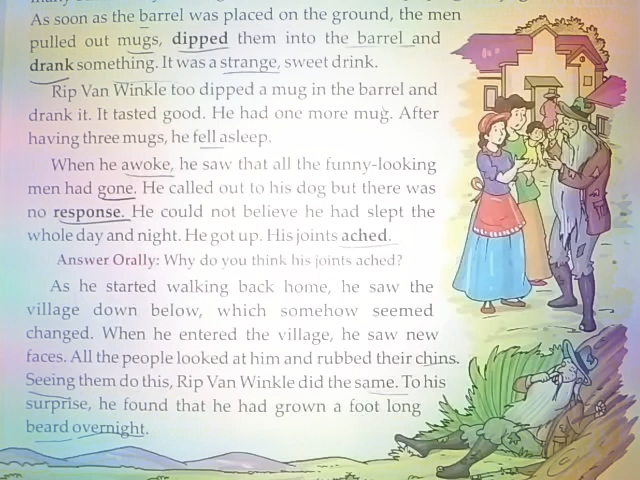 As soon as the barrel was placed on the ground, the men
pulled out mugs, dipped them into the barrel and
drank something. It was a strange, sweet drink.
Rip Van Winkle too dipped a mug in the barrel and
drank it. It tasted good. He had one more mug. After
having three mugs, he fell asleep.
When he awoke, he saw that all the funny-looking
men had gone. He called out to his dog but there was
no response. He could not believe he had slept the
whole day and night. He got up. His joints ached.
Answer Orally: Why do you think his joints ached?
As he started walking back home, he saw the
village down below, which somehow seemed
changed. When he entered the village, he saw new
faces. All the people looked at him and rubbed their chins.
Seeing them do this, Rip Van Winkle did the same. To his
surprise, he found that he had grown a foot long
beard overnight.